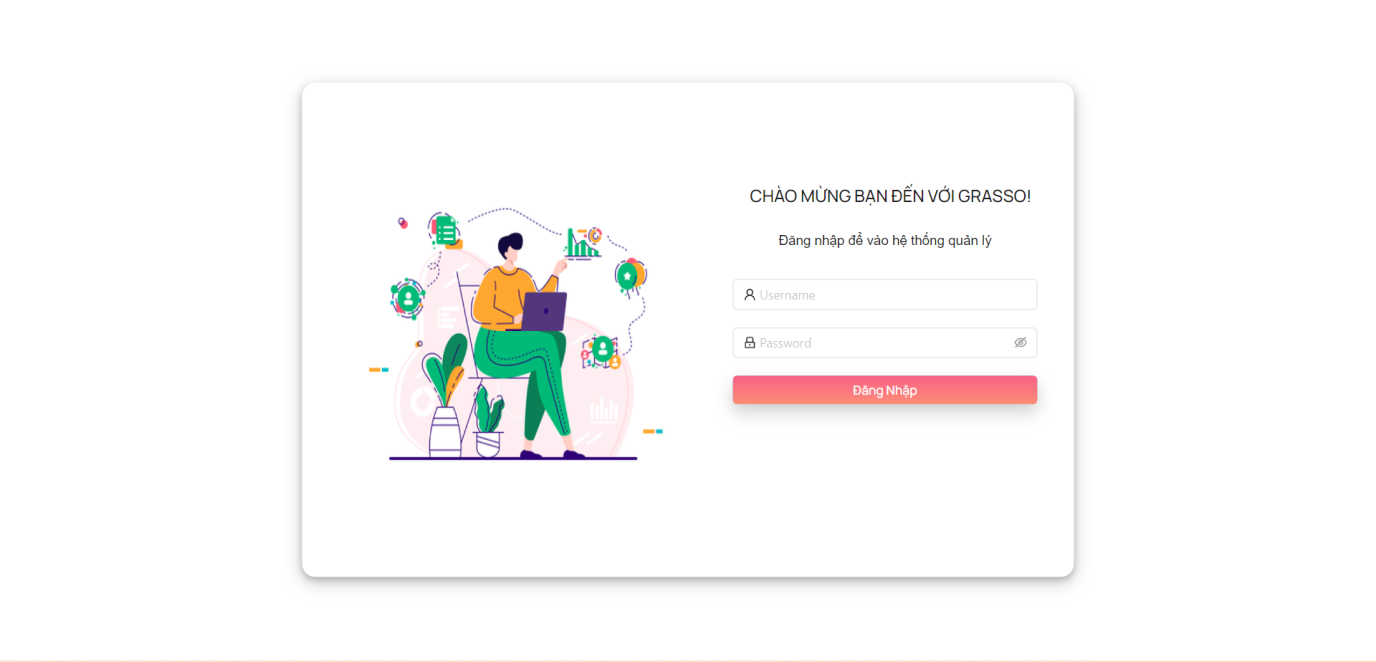 CHÀO MỪNG BẠN ĐẾN VỚI GRASSO!
Đăng nhập để vào hệ thống quản lý
Username
Password
Đăng Nhập